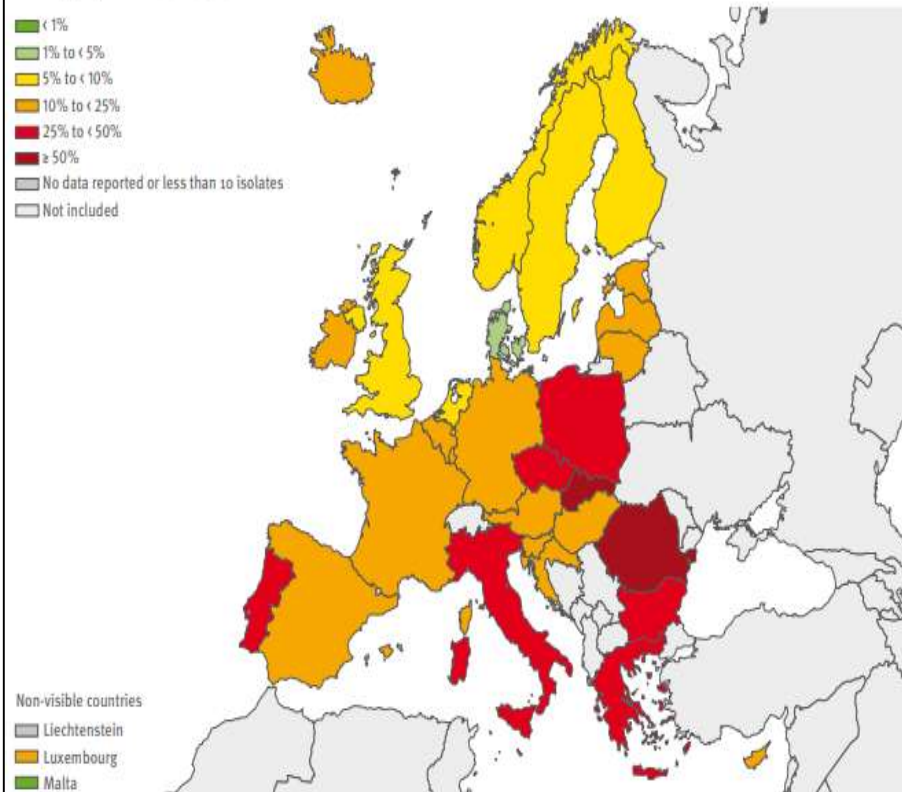 < 1%
1% to < 5%
5% to < 10%
10% to < 25%
25% to < 50%
≥ 50%
No data reported or less than 10 isolates
Not included
Non-visible countries
Liechtenstein
Luxembourg
Malta